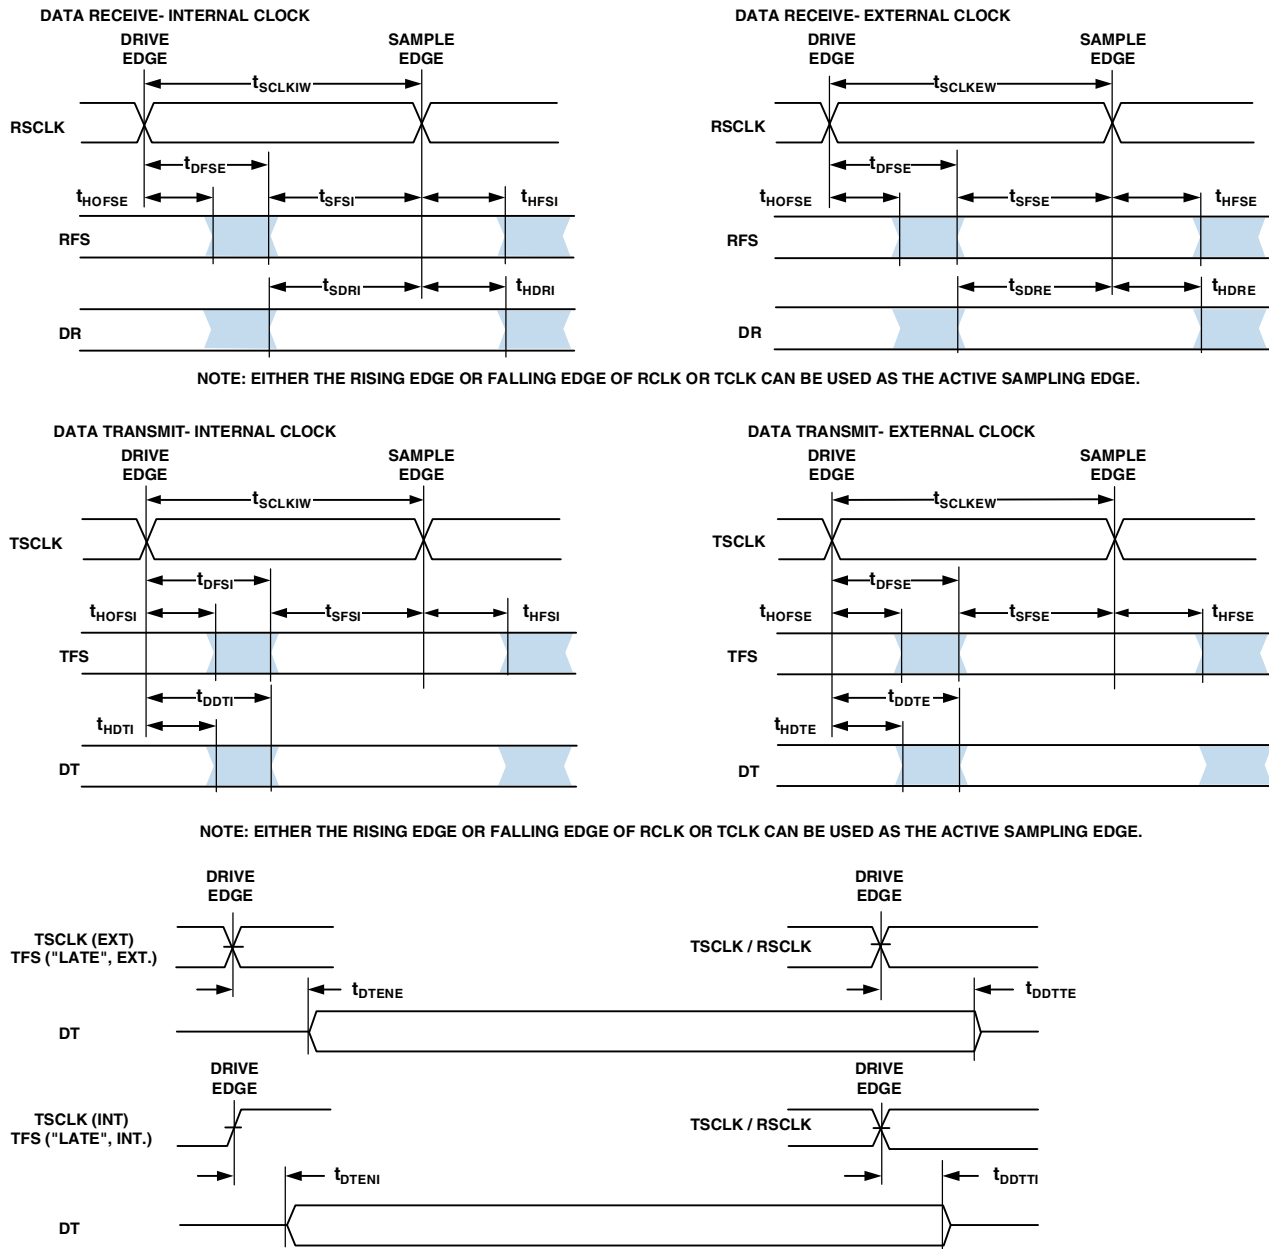 DATA RECEIVE- INTERNAL CLOCK
DRIVE
EDGE
SAMPLE
EDGE
tSCLKIW
RSCLK
tDFSE
tHOFSE
tSFSI
tHFSI
RFS
tSDRI
tHDRI
DR
DATA RECEIVE- EXTERNAL CLOCK
DRIVE
EDGE
SAMPLE
EDGE
tSCLKEW
RSCLK
tDFSE
tHOFSE
tSFSE
tHFSE
RFS
tSDRE
tHDRE
DR
NOTE: EITHER THE RISING EDGE OR FALLING EDGE OF RCLK OR TCLK CAN BE USED AS THE ACTIVE SAMPLING EDGE.
DATA TRANSMIT- INTERNAL CLOCK
DRIVE
EDGE
SAMPLE
EDGE
tSCLKIW
TSCLK
tDFSI
tHOFSI
tSFSI
tHFSI
TFS
tDDTI
tHDTI
DT
DATA TRANSMIT- EXTERNAL CLOCK
DRIVE
EDGE
SAMPLE
EDGE
tSCLKEW
TSCLK
tDFSE
tHOFSE
tSFSE
tHFSE
TFS
tDDTE
tHDTE
DT
NOTE: EITHER THE RISING EDGE OR FALLING EDGE OF RCLK OR TCLK CAN BE USED AS THE ACTIVE SAMPLING EDGE.
DRIVE
EDGE
DRIVE
EDGE
TSCLK (EXT)
TFS ("LATE", EXT.)
TSCLK / RSCLK
tDTENE
tDDTTE
DT
DRIVE
EDGE
DRIVE
EDGE
TSCLK (INT)
TFS ("LATE", INT.)
TSCLK / RSCLK
tDTENI
tDDTTI
DT